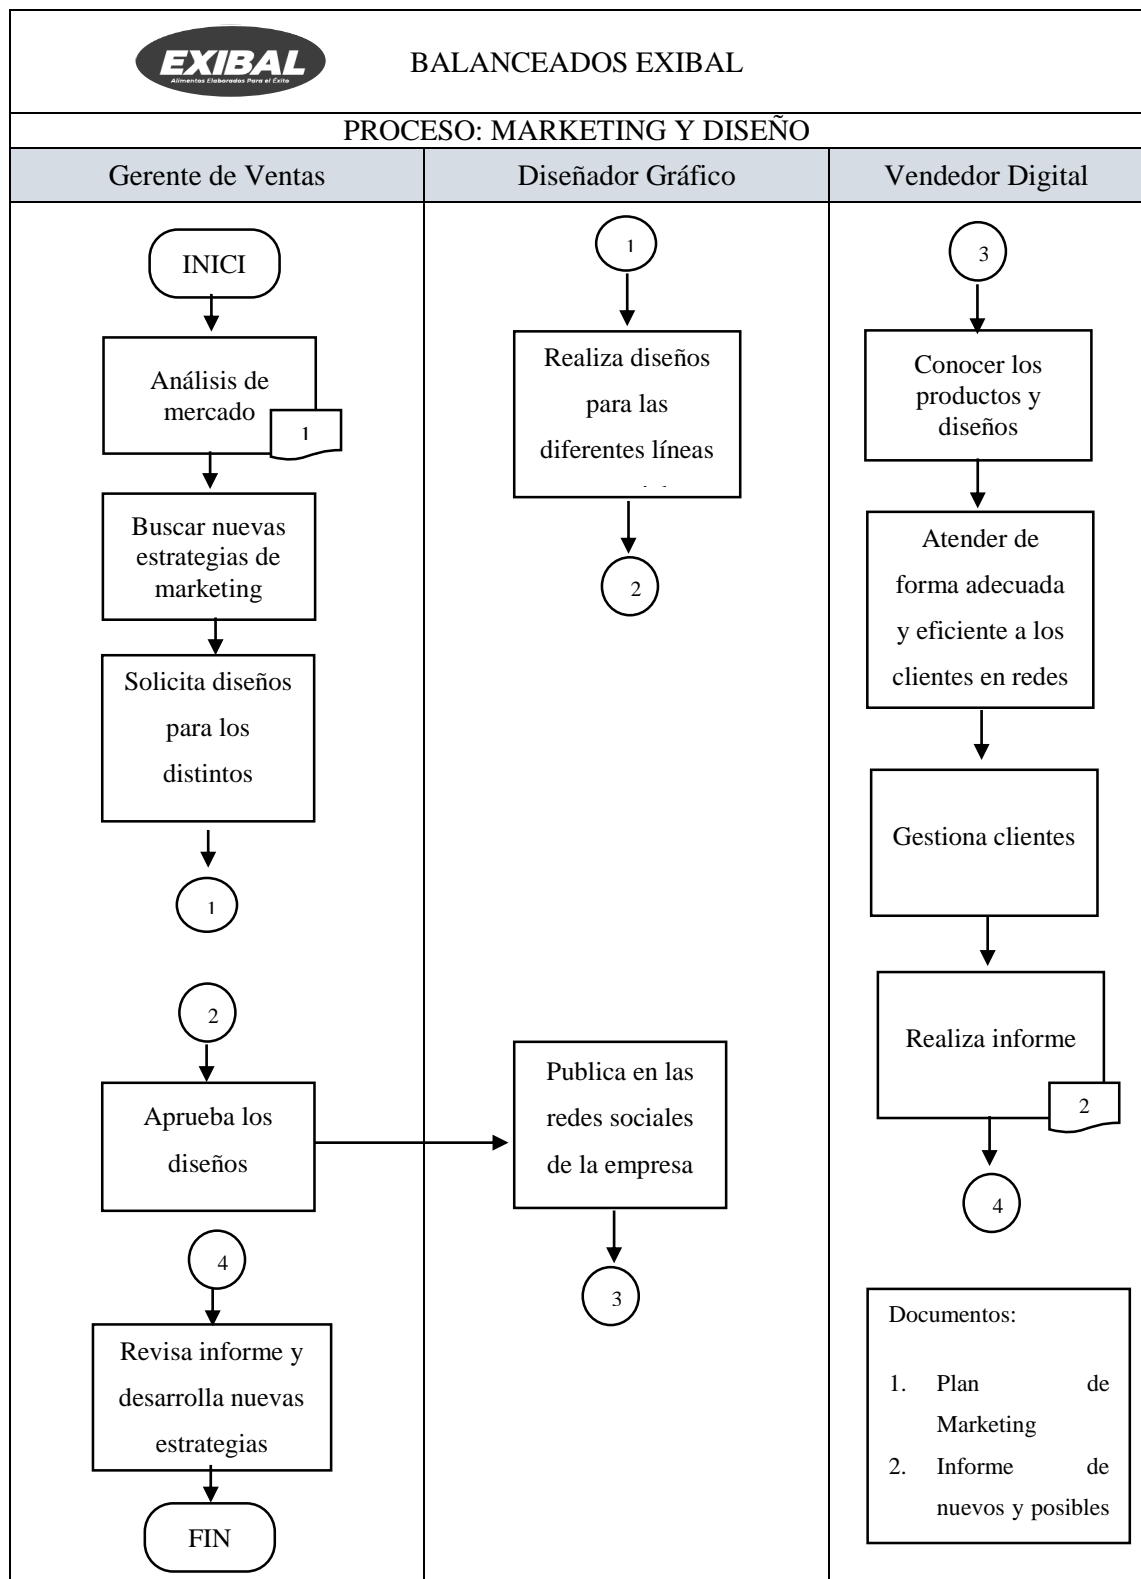 EXIBAL
Alimentos Elaborados Para el Éxito
BALANCEADOS EXIBAL
PROCESO: MARKETING Y DISEÑO
Gerente de Ventas
Diseñador Gráfico
Vendedor Digital
INICI
Análisis de
mercado
1
Buscar nuevas
estrategias de
marketing
Solicita diseños
para los
distintos
1
2
Aprueba los
diseños
4
Revisa informe y
desarrolla nuevas
estrategias
FIN
1
Realiza diseños
para las
diferentes líneas
2
Publica en las
redes sociales
de la empresa
3
3
Conocer los
productos y
diseños
Atender de
forma adecuada
y eficiente a los
clientes en redes
Gestiona clientes
Realiza informe
2
4
Documentos:
1. Plan de
Marketing
2. Informe de
nuevos y posibles